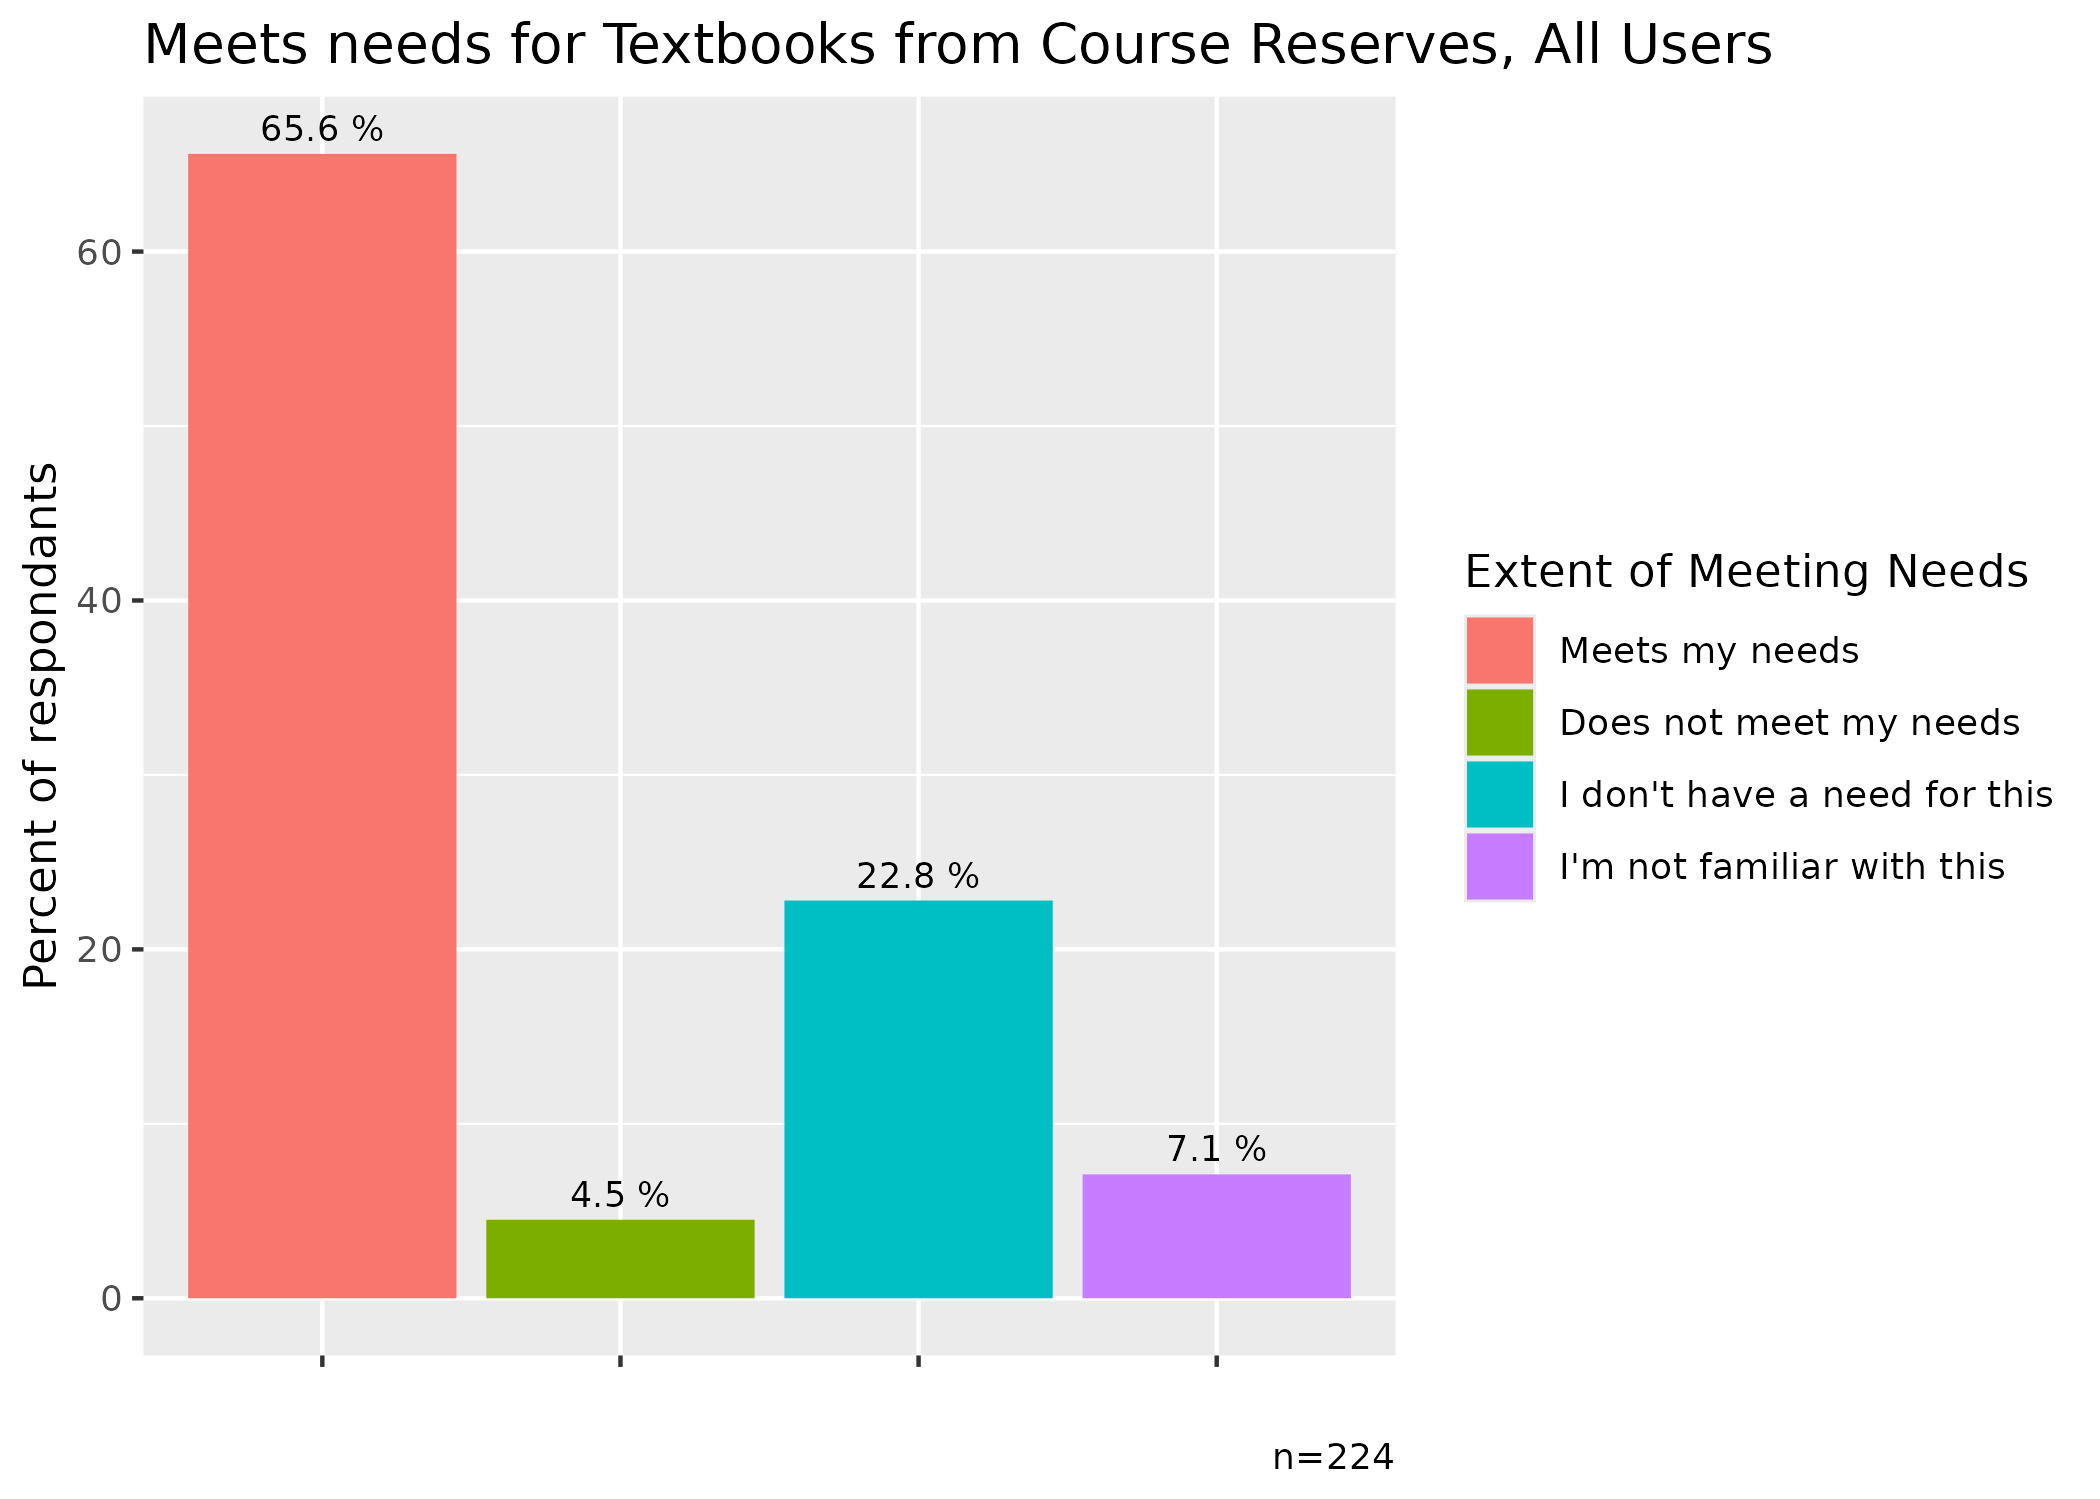 Meets needs for Textbooks from Course Reserves, All Users
Percent of respondants
60
40
20
0
65.6 %
4.5 %
22.8 %
7.1 %
Extent of Meeting Needs
Meets my needs
Does not meet my needs
I don't have a need for this
I'm not familiar with this
n=224